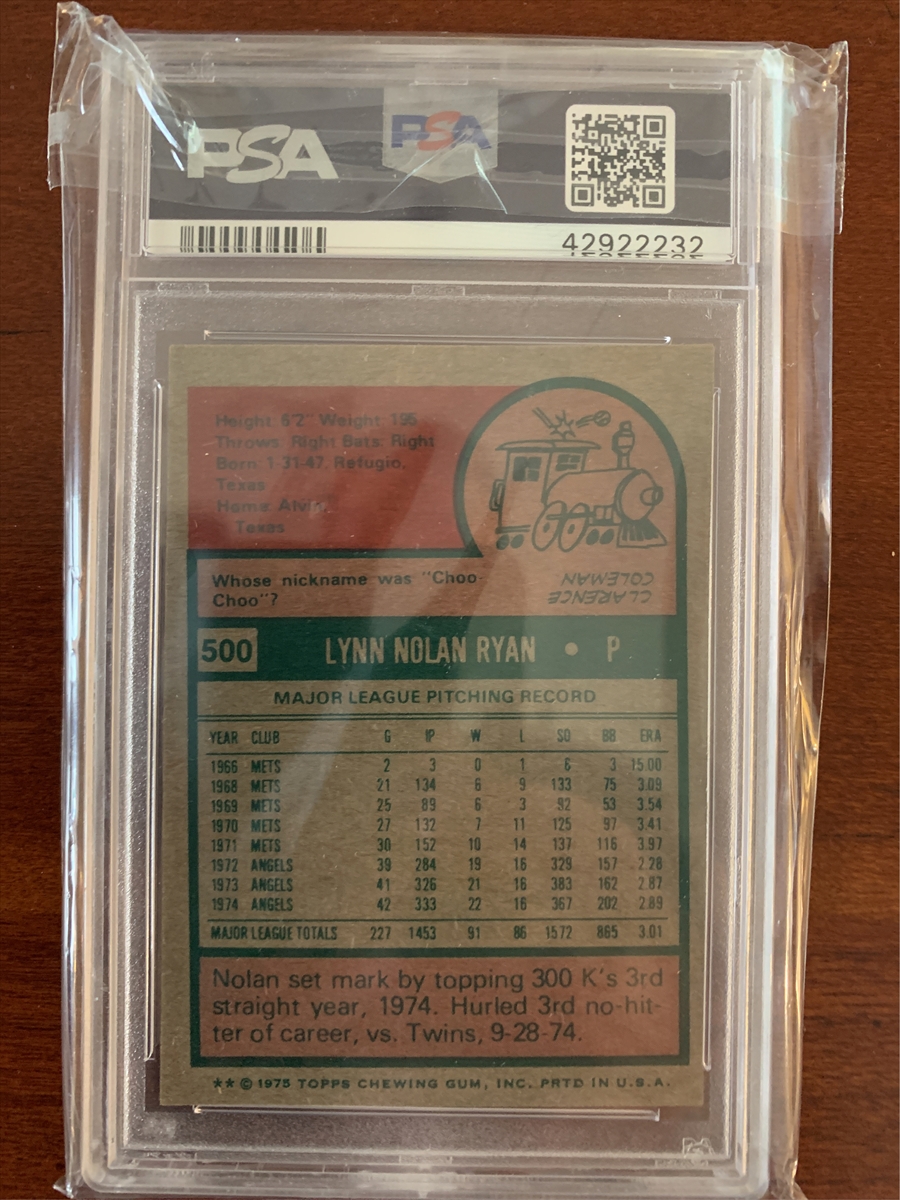 PSA
PSA
42922232
Height: 6'2" Weight: 195
Throws: Right Bats: Right
Born: 1-31-47, Refugio,
Texas
Home: Alvin,
Texas
Whose nickname was "Choo-
Choo"?
CLARENCE
COLEMAN
500 LYNN NOLAN RYAN • P
MAJOR LEAGUE PITCHING RECORD
YEAR CLUB G IP W L SO BB ERA
1966 METS 2 3 0 1 6 3 15.00
1968 METS 21 134 6 9 133 75 3.09
1969 METS 25 89 6 3 92 53 3.54
1970 METS 27 132 7 11 125 97 3.41
1971 METS 30 152 10 14 137 116 3.97
1972 ANGELS 39 284 19 16 329 157 2.28
1973 ANGELS 41 326 21 16 383 162 2.87
1974 ANGELS 42 333 22 16 367 202 2.89
MAJOR LEAGUE TOTALS 227 1453 91 86 1572 865 3.01
Nolan set mark by topping 300 K's 3rd
straight year, 1974. Hurled 3rd no-hit-
ter of career, vs. Twins, 9-28-74.
** © 1975 TOPPS CHEWING GUM, INC. PRTD IN U.S.A.